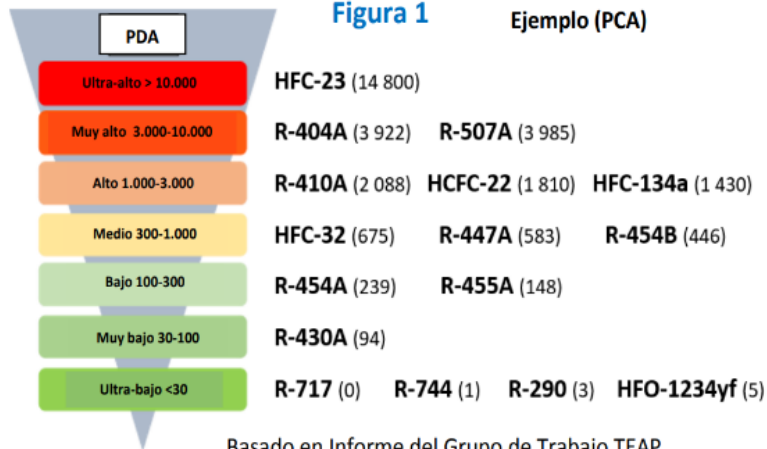 Figura 1
Ejemplo (PCA)
PDA
Ultra-alto > 10.000
HFC-23 (14 800)
Muy alto 3.000-10.000
R-404A (3 922) R-507A (3 985)
Alto 1.000-3.000
R-410A (2 088) HCFC-22 (1 810) HFC-134a (1 430)
Medio 300-1.000
HFC-32 (675) R-447A (583) R-454B (446)
Bajo 100-300
R-454A (239) R-455A (148)
Muy bajo 30-100
R-430A (94)
Ultra-bajo <30
R-717 (0) R-744 (1) R-290 (3) HFO-1234yf (5)
Basado en Informe del Grupo de Trabajo TEAP